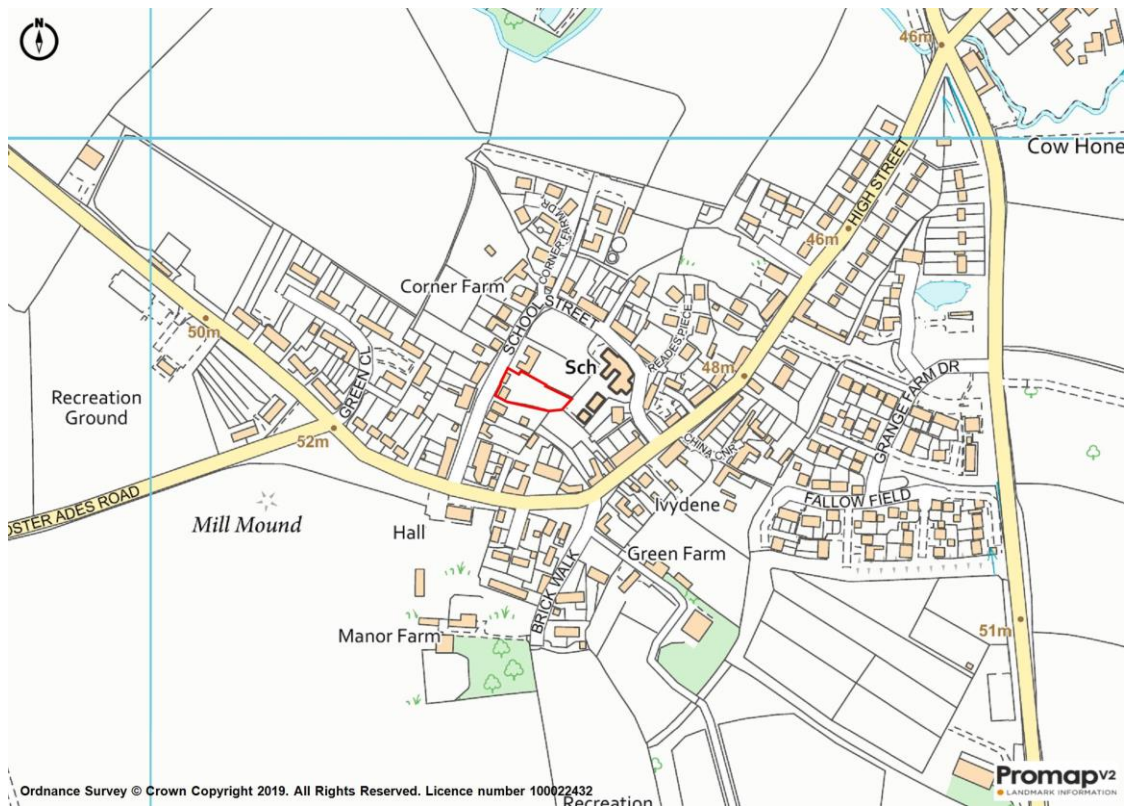 N
46m
Cow Hone
HIGH STREET
46m
CORNER FARM DR
Corner Farm
SCHOOL STREET
READES PIECE
Sch
48m
50m
GREEN CL
Recreation
Ground
52m
CHINA CNR
GRANGE FARM DR
OSTER ADES ROAD
Mill Mound
Hall
Ivydene
FALLOW FIELD
Green Farm
BRICK WALK
Manor Farm
51m
Promap V2
LANDMARK INFORMATION
Ordnance Survey © Crown Copyright 2019. All Rights Reserved. Licence number 100022432
Recreation